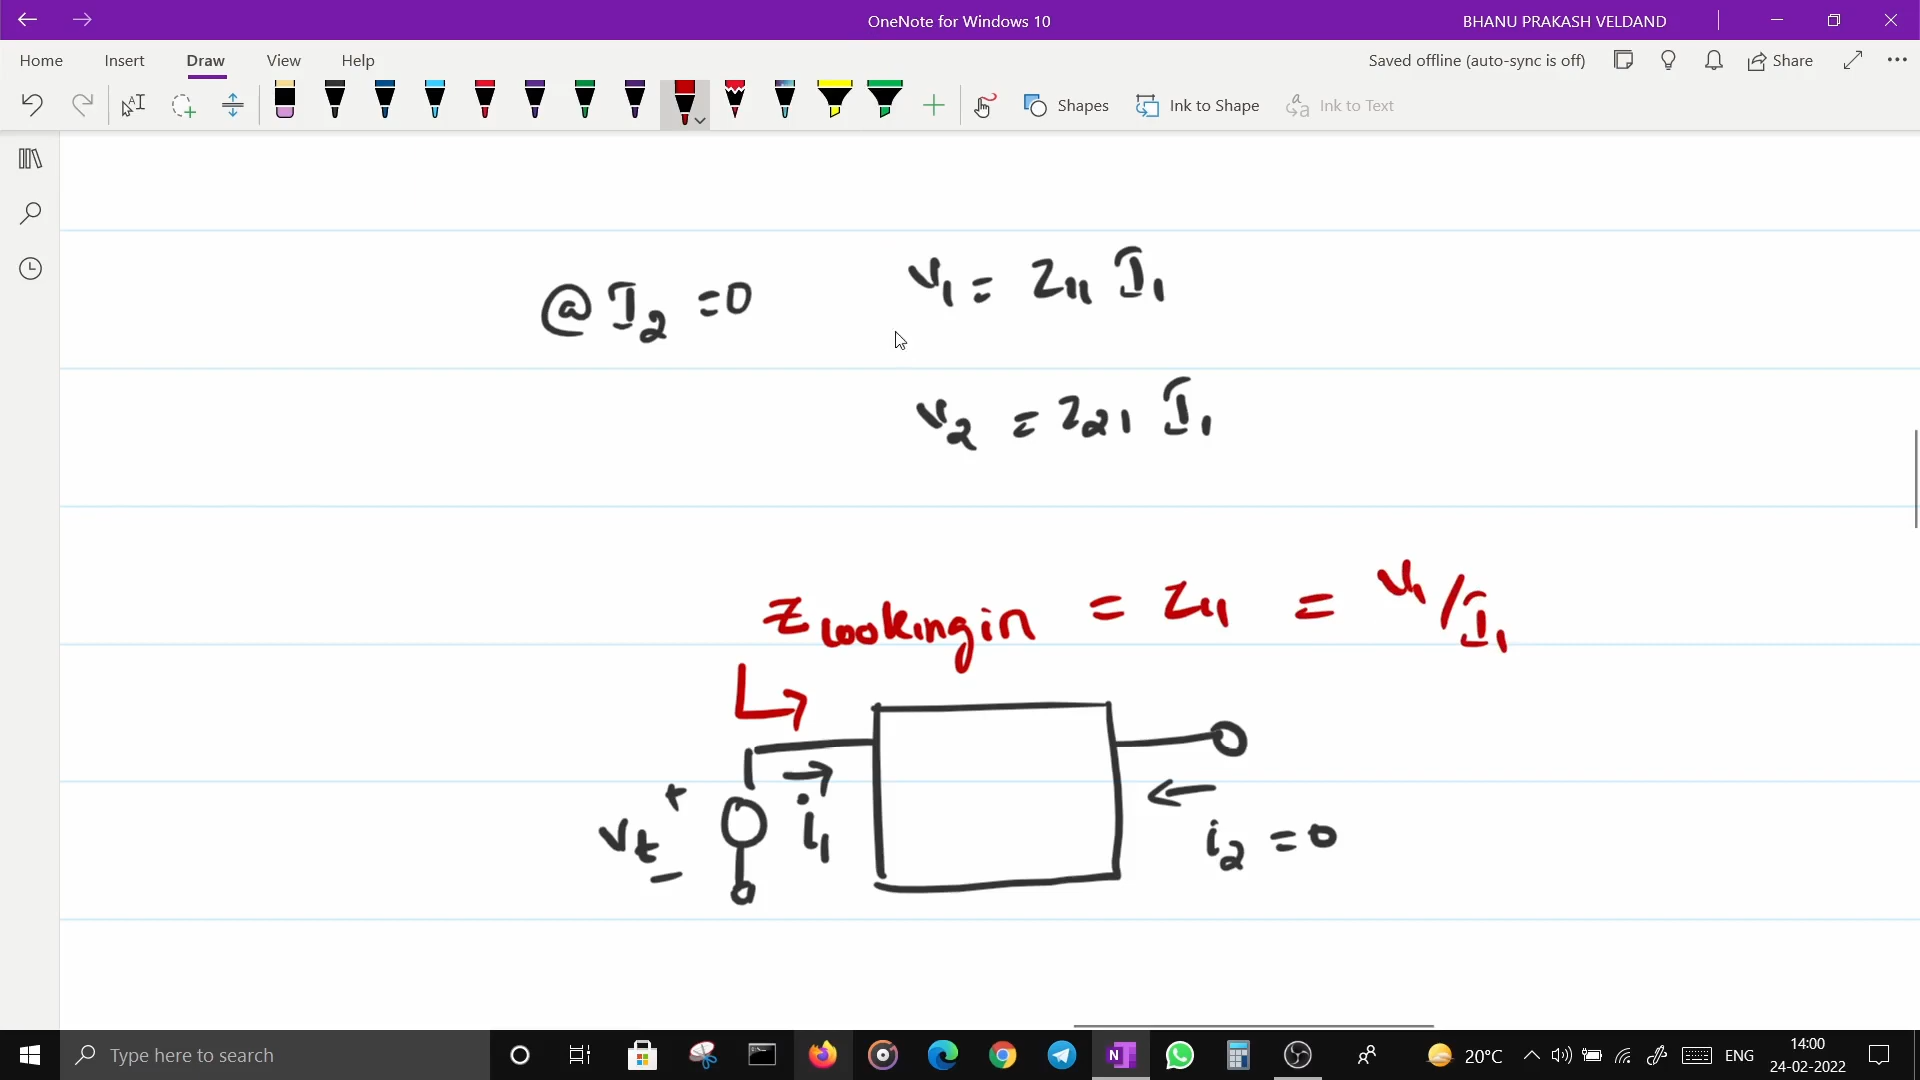 OneNote for Windows 10
BHANU PRAKASH VELDAND
Home Insert Draw View Help
Saved offline (auto-sync is off) Share
Shapes Ink to Shape Ink to Text
@ I2 = 0 V1 = Z11 I1
V2 = Z21 I1
Z looking in = Z11 = V1/I1
Vt + - i1 i2 = 0
Type here to search
20°C ENG 14:00
24-02-2022